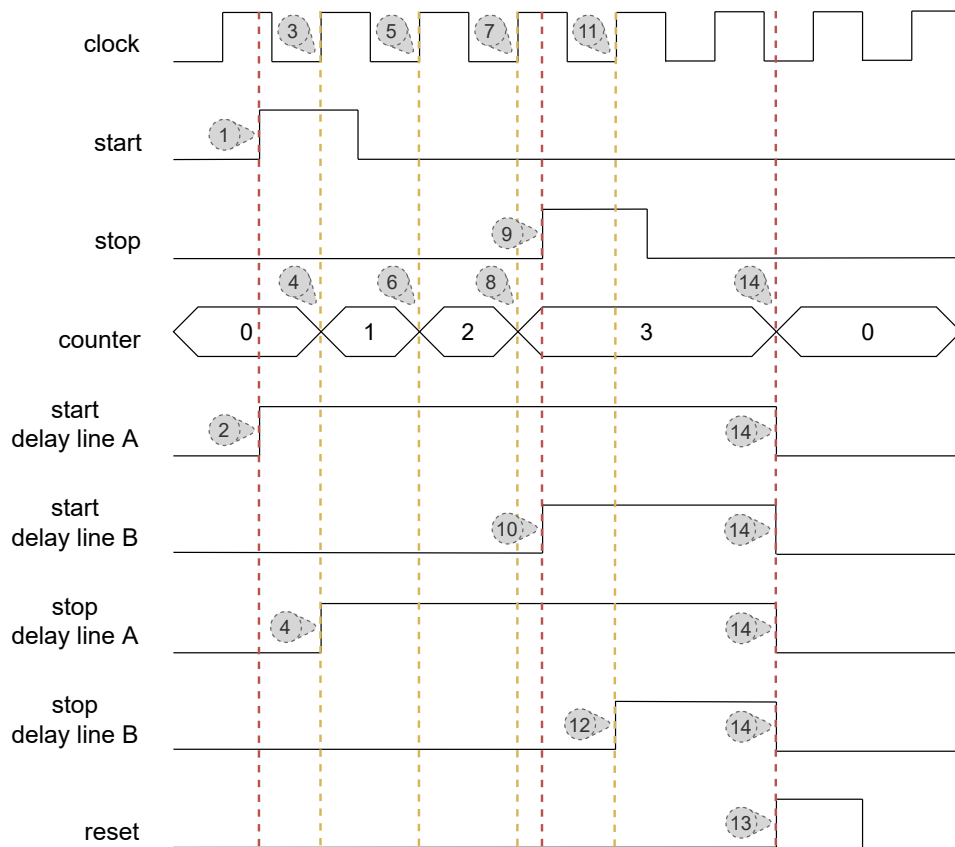 clock
3
5
7
11
start
1
stop
9
4
6
8
14
counter
0
1
2
3
0
start
delay line A
2
14
start
delay line B
10
14
stop
delay line A
4
14
stop
delay line B
12
14
reset
13